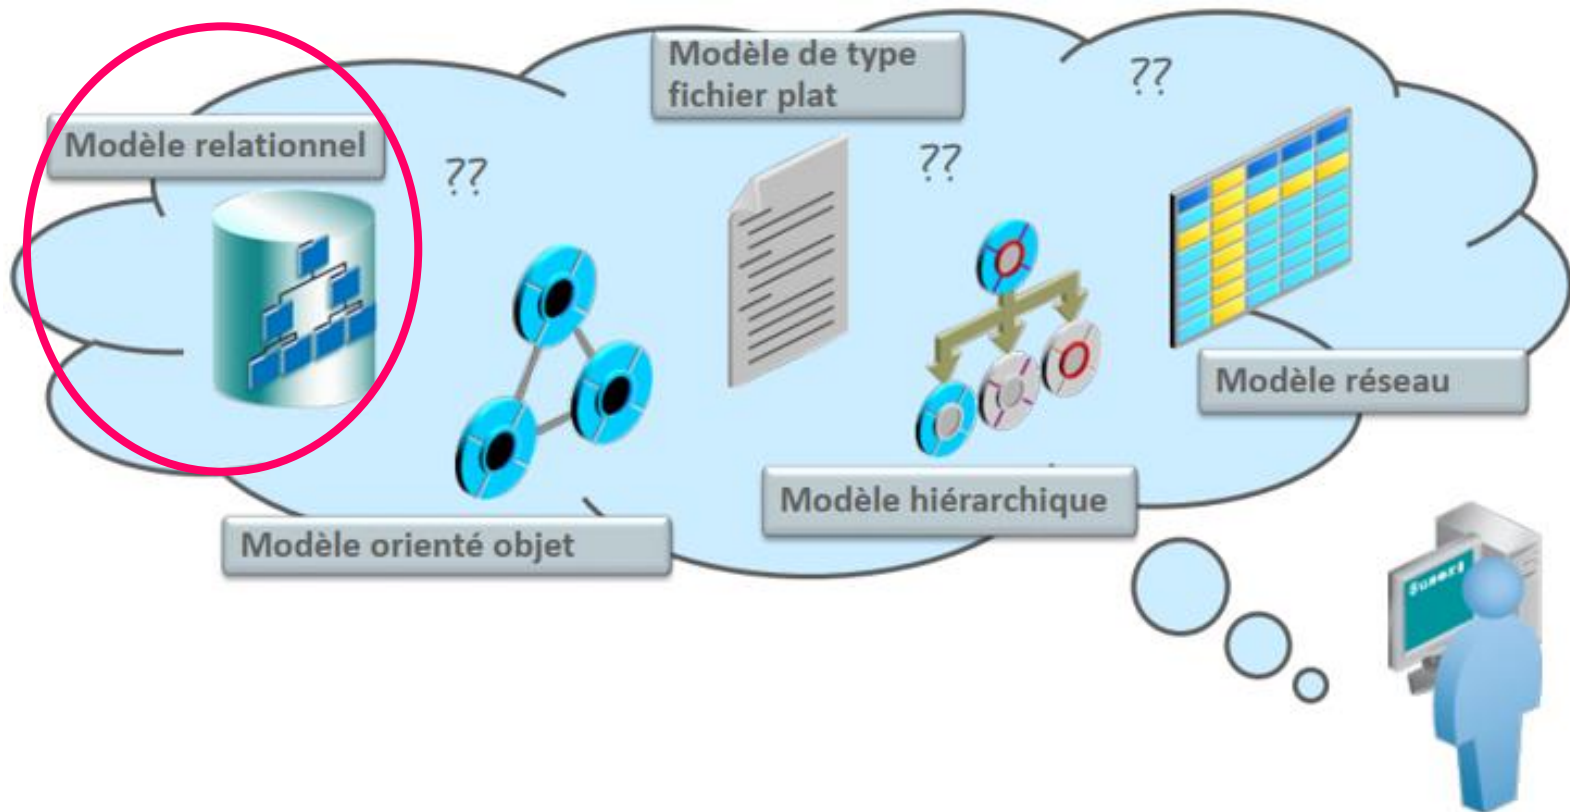 Modèle de type
fichier plat
??
Modèle relationnel
??
??
Modèle réseau
Modèle hiérarchique
Modèle orienté objet